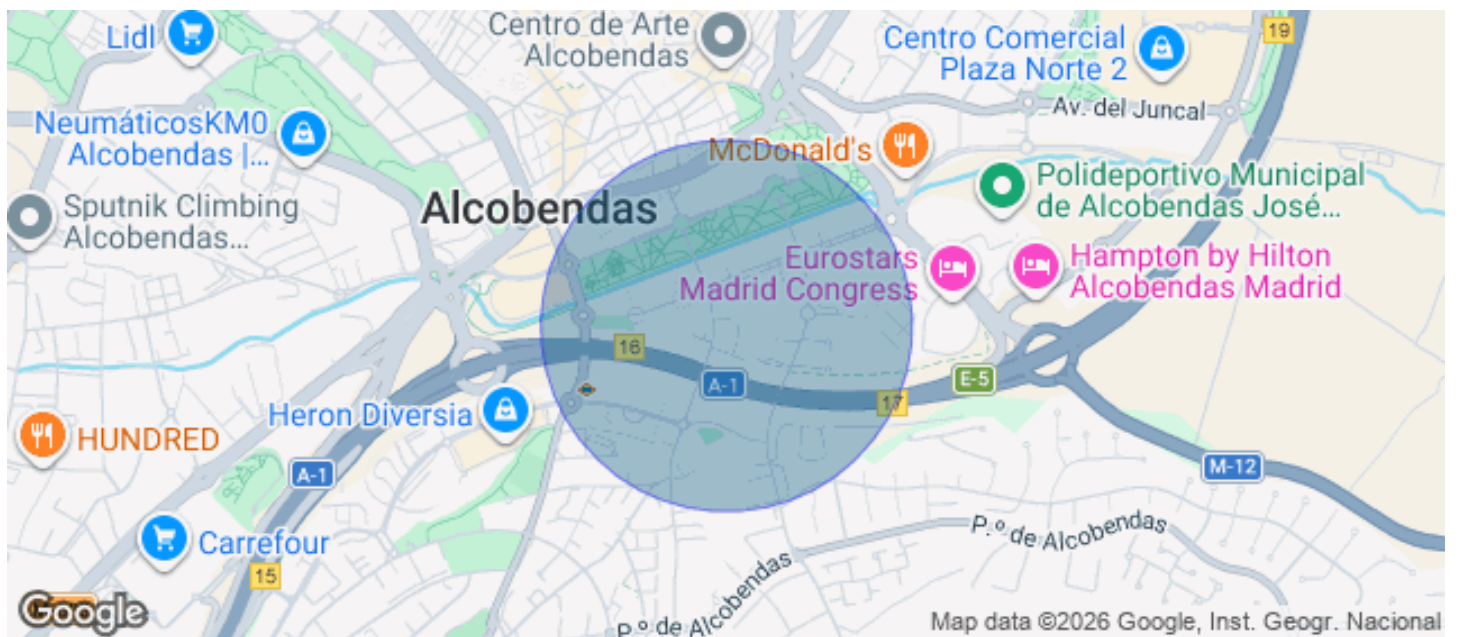 Lidl
Centro de Arte
Alcobendas
Centro Comercial
Plaza Norte 2
19
Av. del Juncal
NeumáticosKM0
Alcobendas |...
McDonald's
Polideportivo Municipal
de Alcobendas José...
Sputnik Climbing
Alcobendas...
Alcobendas
Eurostars
Madrid Congress
Hampton by Hilton
Alcobendas Madrid
16
A-1
E-5
17
Heron Diversia
HUNDRED
A-1
M-12
Carrefour
P.º de Alcobendas
15
P.º de Alcobendas
Google
Map data ©2026 Google, Inst. Geogr. Nacional